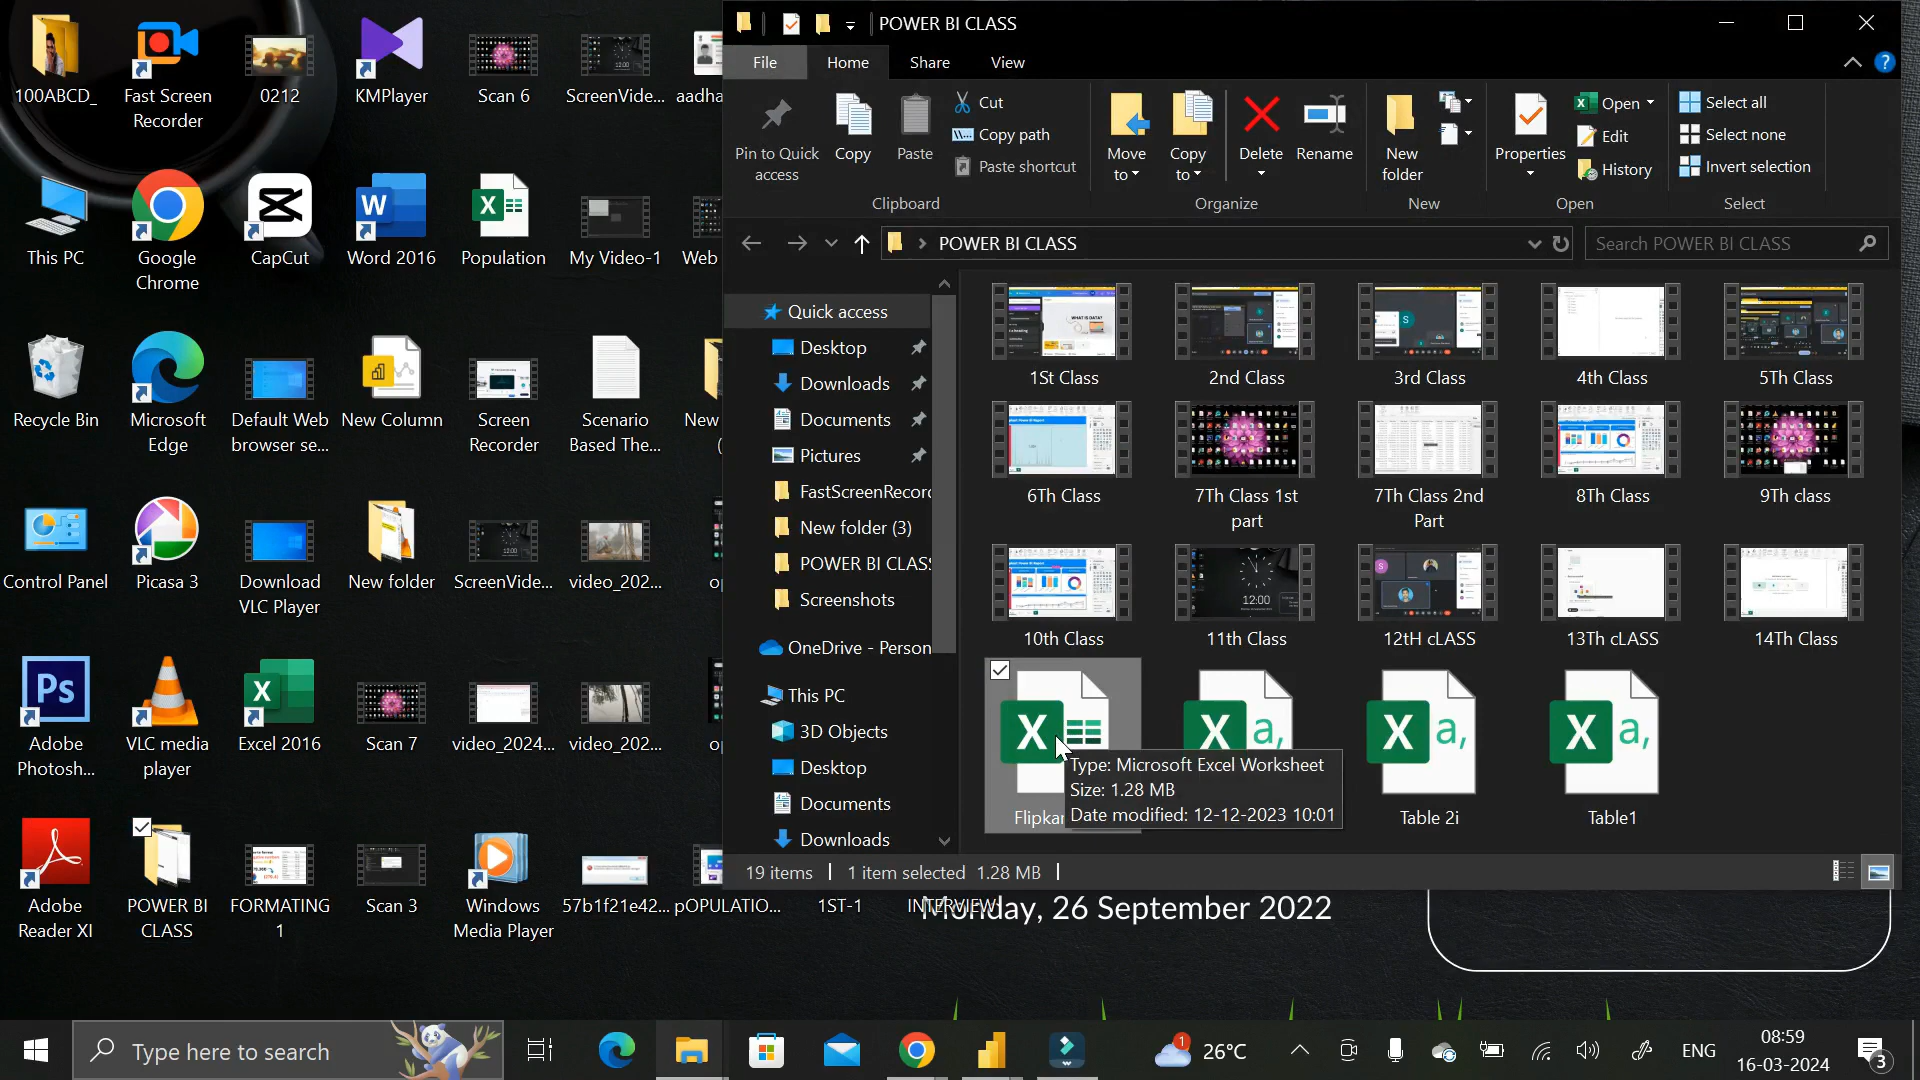 POWER BI CLASS
File Home Share View
Pin to Quick access
Copy
Paste
Cut
Copy path
Paste shortcut
Clipboard
Move to
Copy to
Delete
Rename
Organize
New folder
New
Properties
Open
Edit
History
Open
Select all
Select none
Invert selection
Select
POWER BI CLASS
Search POWER BI CLASS
Quick access
Desktop
Downloads
Documents
Pictures
FastScreenRecord
New folder (3)
POWER BI CLASS
Screenshots
OneDrive - Person
This PC
3D Objects
Desktop
Documents
Downloads
1St Class
2nd Class
3rd Class
4th Class
5Th Class
6Th Class
7Th Class 1st part
7Th Class 2nd Part
8Th Class
9Th class
10th Class
11th Class
12tH cLASS
13Th cLASS
14Th Class
Flipkar
Table 2i
Table1
Type: Microsoft Excel Worksheet
Size: 1.28 MB
Date modified: 12-12-2023 10:01
19 items
1 item selected 1.28 MB
100ABCD_
Fast Screen Recorder
0212
KMPlayer
Scan 6
ScreenVide...
aadha
This PC
Google Chrome
CapCut
Word 2016
Population
My Video-1
Web
Recycle Bin
Microsoft Edge
Default Web browser se...
New Column
Screen Recorder
Scenario Based The...
New
Control Panel
Picasa 3
Download VLC Player
New folder
ScreenVide...
video_202...
Adobe Photosh...
VLC media player
Excel 2016
Scan 7
video_2024...
video_202...
Adobe Reader XI
POWER BI CLASS
FORMATING 1
Scan 3
Windows Media Player
57b1f21e42...
pOPULATIO...
1ST-1
INTERVIEW
Monday, 26 September 2022
Type here to search
26°C
ENG
08:59
16-03-2024
3